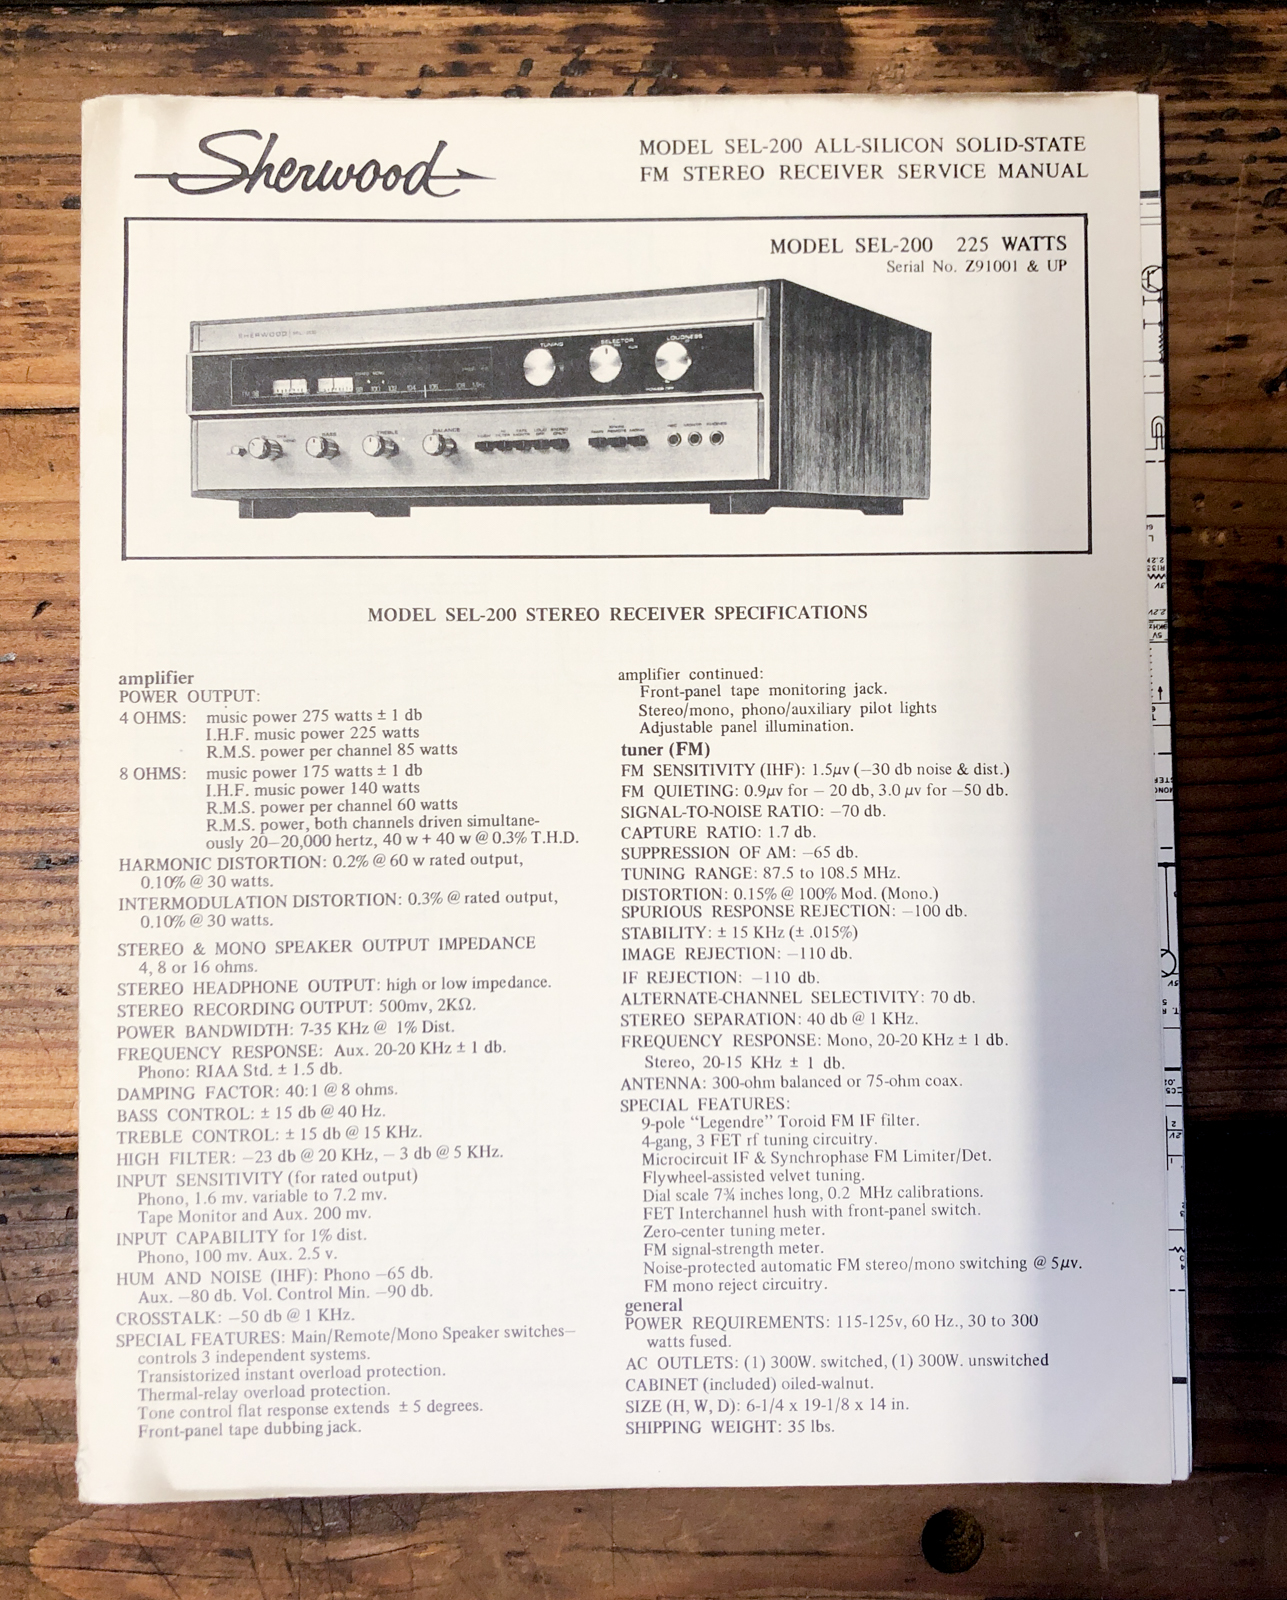 Sherwood
MODEL SEL-200 ALL-SILICON SOLID-STATE
FM STEREO RECEIVER SERVICE MANUAL
MODEL SEL-200 225 WATTS
Serial No. Z91001 & UP
SHERWOOD
TUNING
SELECTOR
LOUDNESS
BASS
TREBLE
BALANCE
MODEL SEL-200 STEREO RECEIVER SPECIFICATIONS
amplifier
POWER OUTPUT:
4 OHMS: music power 275 watts ± 1 db
I.H.F. music power 225 watts
R.M.S. power per channel 85 watts
8 OHMS: music power 175 watts ± 1 db
I.H.F. music power 140 watts
R.M.S. power per channel 60 watts
R.M.S. power, both channels driven simultane-
ously 20–20,000 hertz, 40 w + 40 w @ 0.3% T.H.D.
HARMONIC DISTORTION: 0.2% @ 60 w rated output,
0.10% @ 30 watts.
INTERMODULATION DISTORTION: 0.3% @ rated output,
0.10% @ 30 watts.
STEREO & MONO SPEAKER OUTPUT IMPEDANCE
4, 8 or 16 ohms.
STEREO HEADPHONE OUTPUT: high or low impedance.
STEREO RECORDING OUTPUT: 500mv, 2KΩ.
POWER BANDWIDTH: 7-35 KHz @ 1% Dist.
FREQUENCY RESPONSE: Aux. 20-20 KHz ± 1 db.
Phono: RIAA Std. ± 1.5 db.
DAMPING FACTOR: 40:1 @ 8 ohms.
BASS CONTROL: ± 15 db @ 40 Hz.
TREBLE CONTROL: ± 15 db @ 15 KHz.
HIGH FILTER: −23 db @ 20 KHz, − 3 db @ 5 KHz.
INPUT SENSITIVITY (for rated output)
Phono, 1.6 mv. variable to 7.2 mv.
Tape Monitor and Aux. 200 mv.
INPUT CAPABILITY for 1% dist.
Phono, 100 mv. Aux. 2.5 v.
HUM AND NOISE (IHF): Phono −65 db.
Aux. −80 db. Vol. Control Min. −90 db.
CROSSTALK: −50 db @ 1 KHz.
SPECIAL FEATURES: Main/Remote/Mono Speaker switches–
controls 3 independent systems.
Transistorized instant overload protection.
Thermal-relay overload protection.
Tone control flat response extends ± 5 degrees.
Front-panel tape dubbing jack.
amplifier continued:
Front-panel tape monitoring jack.
Stereo/mono, phono/auxiliary pilot lights
Adjustable panel illumination.
tuner (FM)
FM SENSITIVITY (IHF): 1.5µv (−30 db noise & dist.)
FM QUIETING: 0.9µv for − 20 db, 3.0 µv for −50 db.
SIGNAL-TO-NOISE RATIO: −70 db.
CAPTURE RATIO: 1.7 db.
SUPPRESSION OF AM: −65 db.
TUNING RANGE: 87.5 to 108.5 MHz.
DISTORTION: 0.15% @ 100% Mod. (Mono.)
SPURIOUS RESPONSE REJECTION: −100 db.
STABILITY: ± 15 KHz (± .015%)
IMAGE REJECTION: −110 db.
IF REJECTION: −110 db.
ALTERNATE-CHANNEL SELECTIVITY: 70 db.
STEREO SEPARATION: 40 db @ 1 KHz.
FREQUENCY RESPONSE: Mono, 20-20 KHz ± 1 db.
Stereo, 20-15 KHz ± 1 db.
ANTENNA: 300-ohm balanced or 75-ohm coax.
SPECIAL FEATURES:
9-pole “Legendre” Toroid FM IF filter.
4-gang, 3 FET rf tuning circuitry.
Microcircuit IF & Synchrophase FM Limiter/Det.
Flywheel-assisted velvet tuning.
Dial scale 7¾ inches long, 0.2 MHz calibrations.
FET Interchannel hush with front-panel switch.
Zero-center tuning meter.
FM signal-strength meter.
Noise-protected automatic FM stereo/mono switching @ 5µv.
FM mono reject circuitry.
general
POWER REQUIREMENTS: 115-125v, 60 Hz., 30 to 300
watts fused.
AC OUTLETS: (1) 300W. switched, (1) 300W. unswitched
CABINET (included) oiled-walnut.
SIZE (H, W, D): 6-1/4 x 19-1/8 x 14 in.
SHIPPING WEIGHT: 35 lbs.